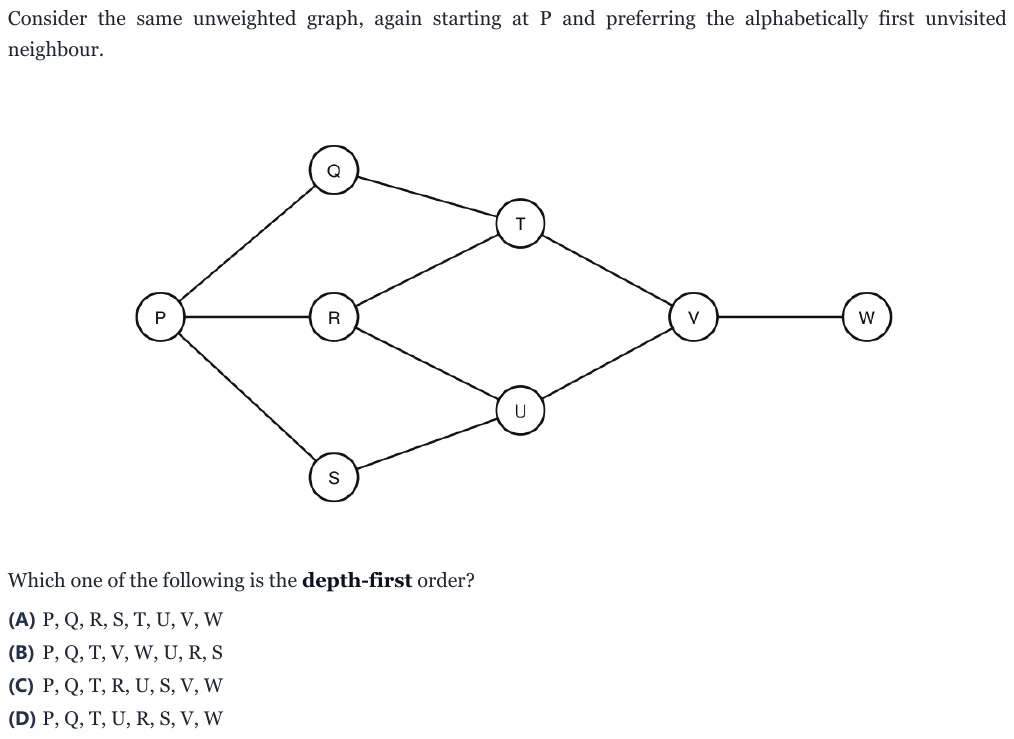 Consider the same unweighted graph, again starting at P and preferring the alphabetically first unvisited
neighbour.
Q
T
P
R
V
W
U
S
Which one of the following is the depth-first order?
(A) P, Q, R, S, T, U, V, W
(B) P, Q, T, V, W, U, R, S
(C) P, Q, T, R, U, S, V, W
(D) P, Q, T, U, R, S, V, W